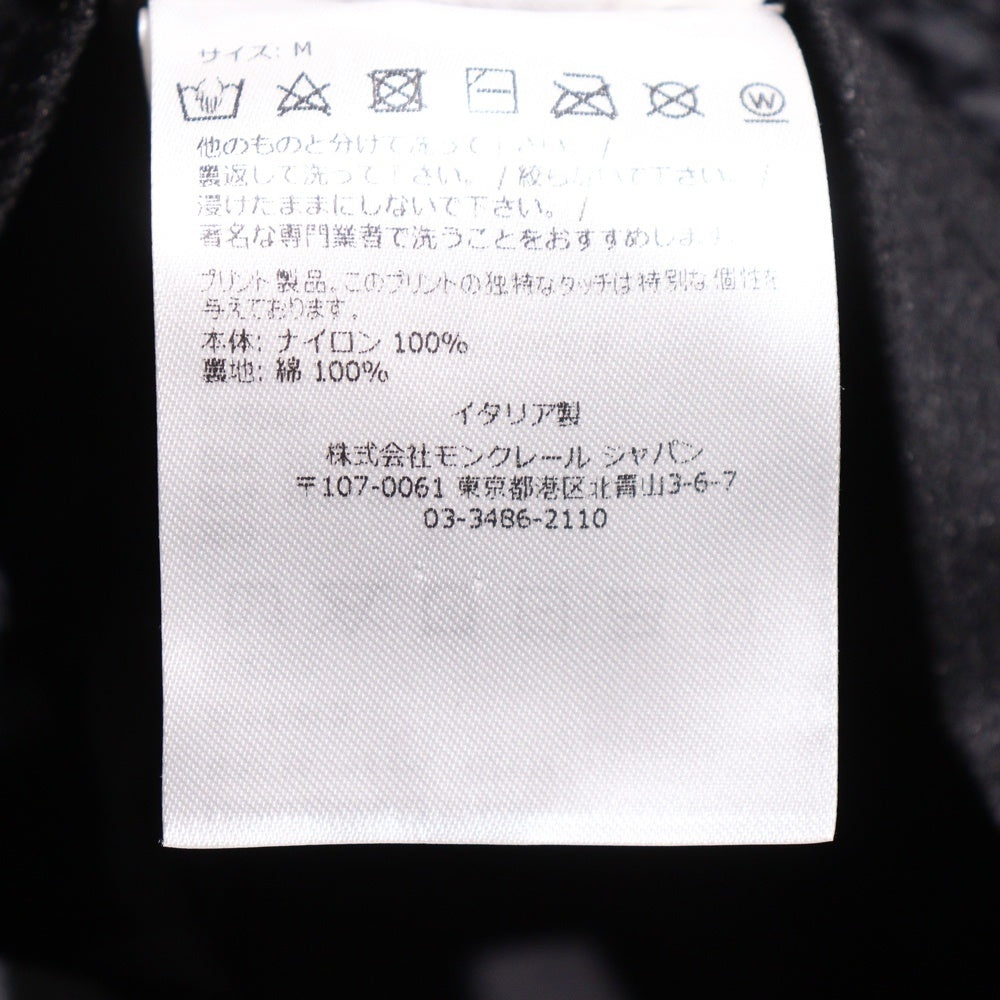 サイズ: M
W
他のものと分けて洗って下さい。 /
裏返して洗って下さい。 / 絞らないで下さい。 /
浸けたままにしないで下さい。 /
著名な専門業者で洗うことをおすすめします。
プリント製品。このプリントの独特なタッチは特別な個性を
与えております。
本体: ナイロン 100%
裏地: 綿 100%
イタリア製
株式会社モンクレール ジャパン
〒107-0061 東京都港区北青山3-6-7
03-3486-2110